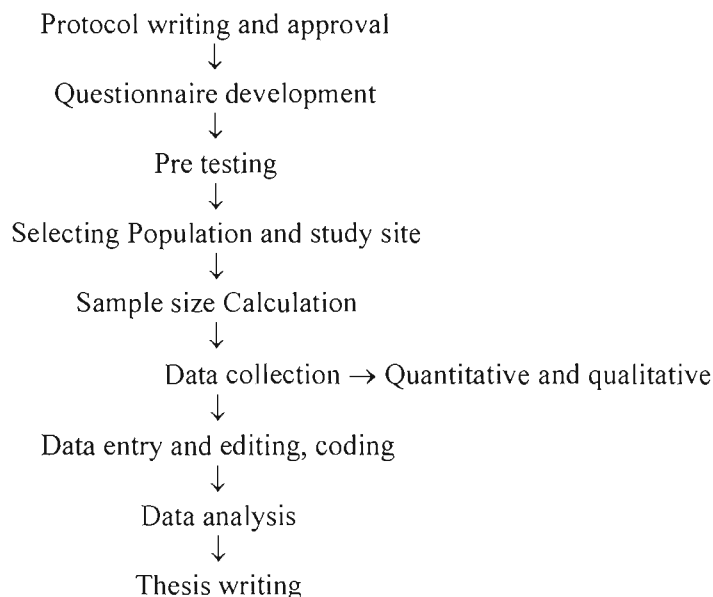 Protocol writing and approval
↓
Questionnaire development
↓
Pre testing
↓
Selecting Population and study site
↓
Sample size Calculation
↓
Data collection → Quantitative and qualitative
↓
Data entry and editing, coding
↓
Data analysis
↓
Thesis writing